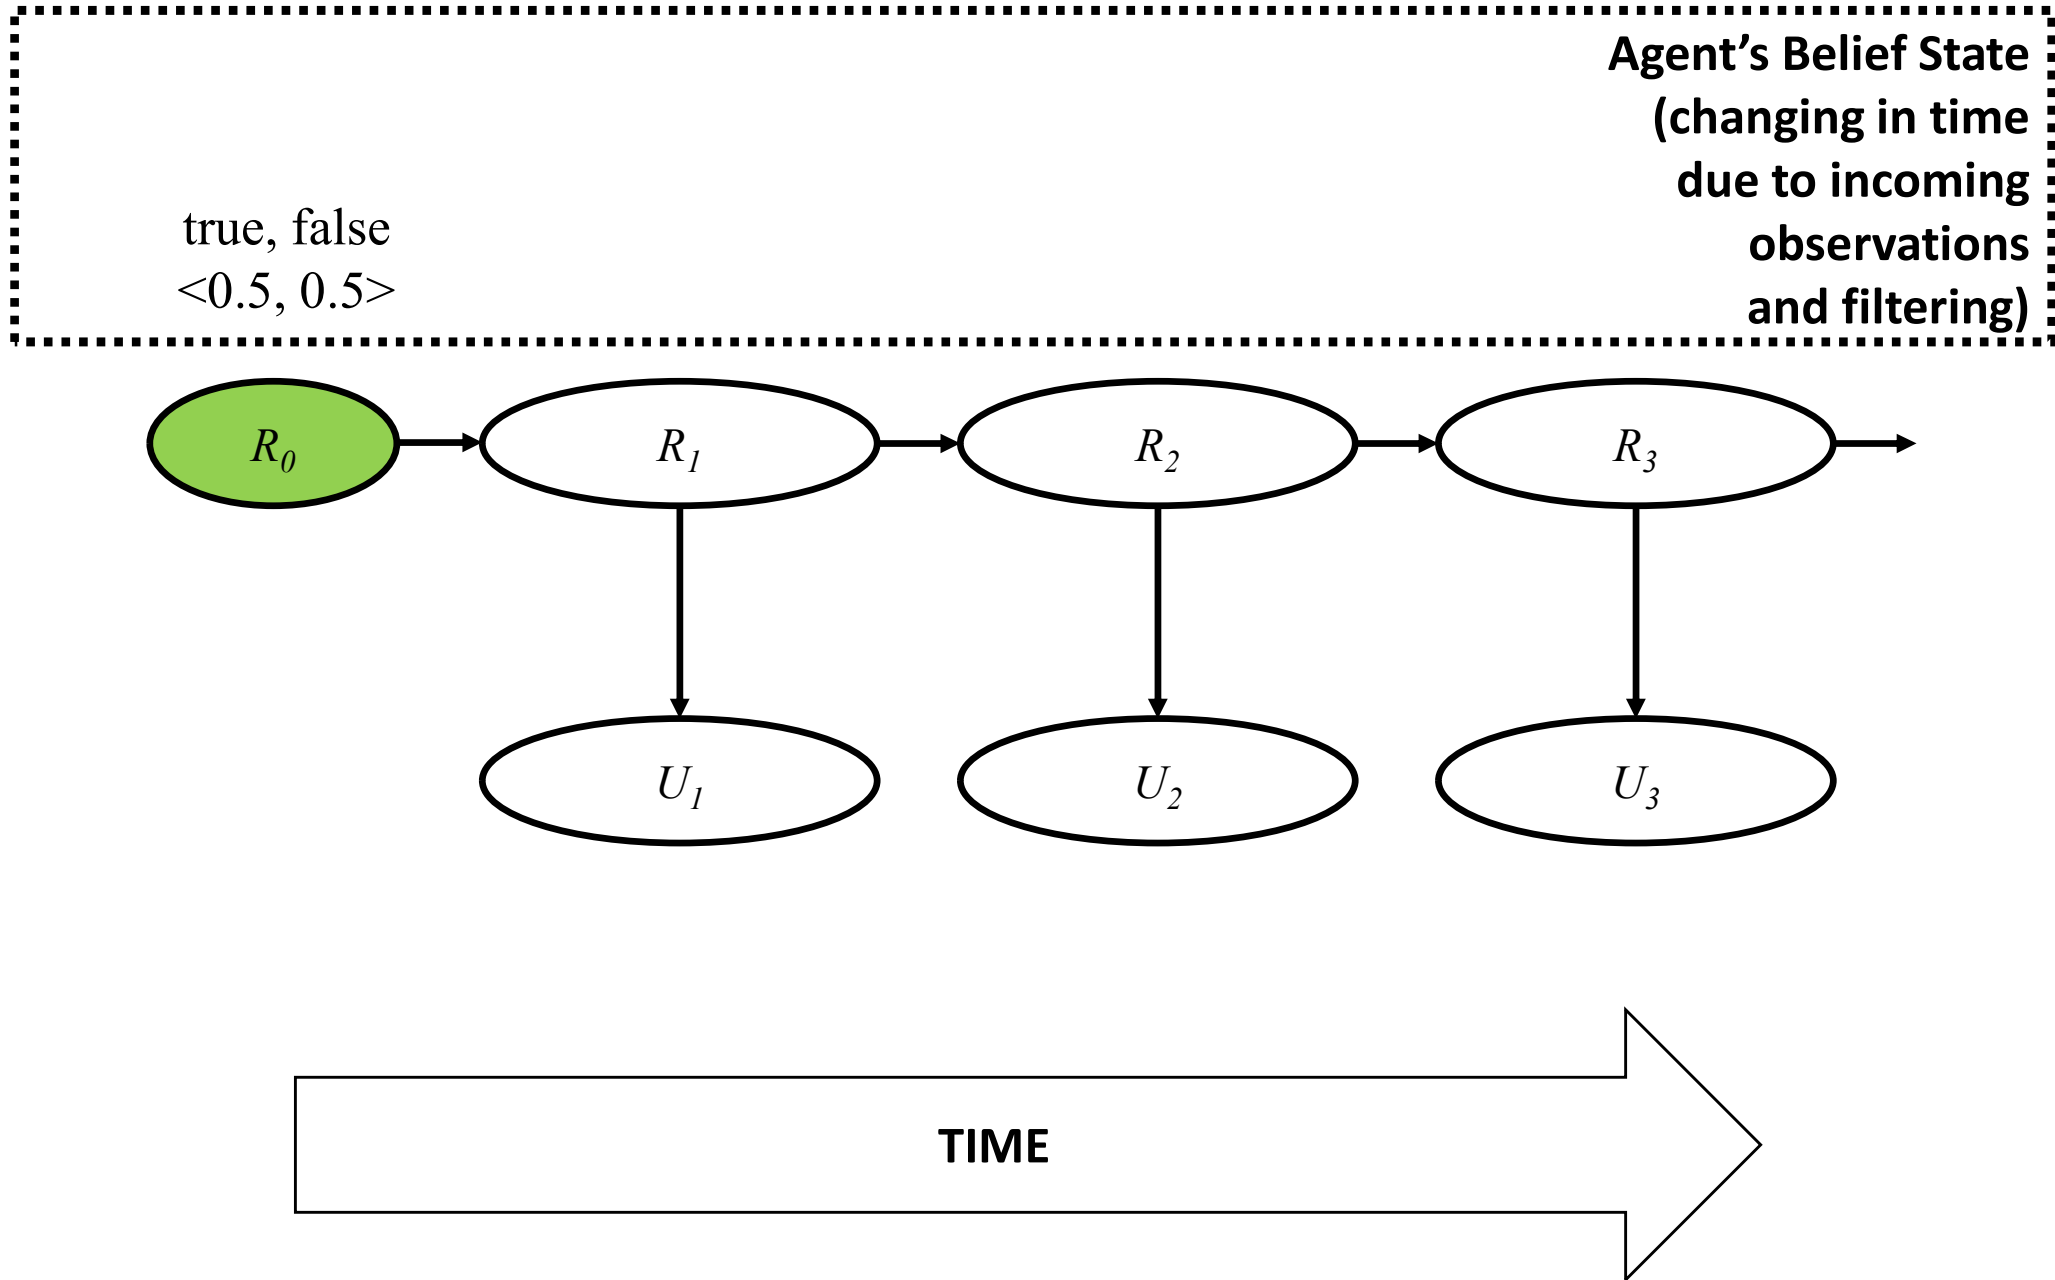 Agent’s Belief State
(changing in time
due to incoming
observations
and filtering)
true, false
<0.5, 0.5>
R0
R1
R2
R3
U1
U2
U3
TIME